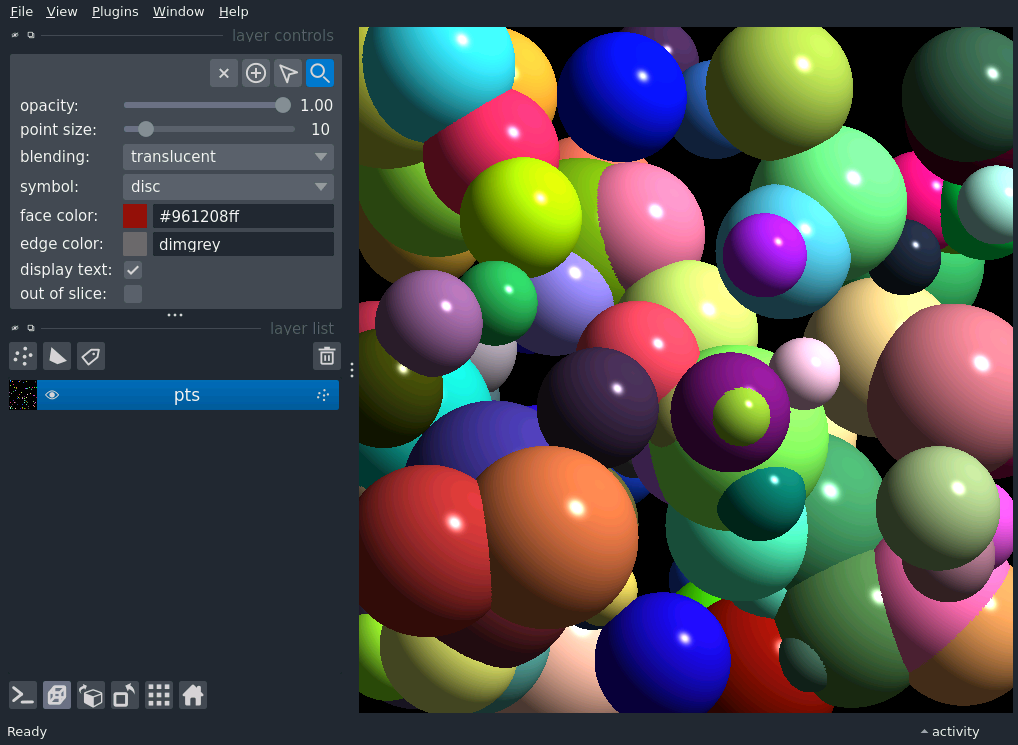 File View Plugins Window Help
layer controls
opacity: 1.00
point size: 10
blending: translucent
symbol: disc
face color: #961208ff
edge color: dimgrey
display text:
out of slice:
layer list
pts
Ready activity